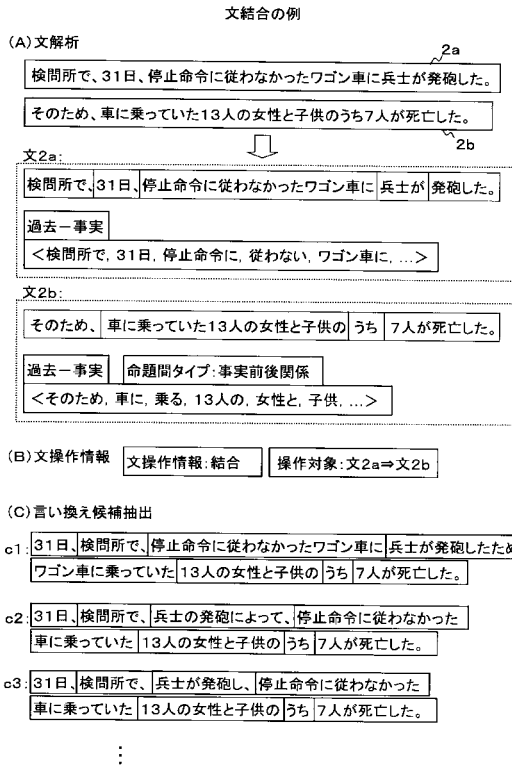 文結合の例
(A)文解析
2a
検問所で、31日、停止命令に従わなかったワゴン車に兵士が発砲した。
そのため、車に乗っていた13人の女性と子供のうち7人が死亡した。
2b
文2a:
検問所で、31日、停止命令に従わなかったワゴン車に 兵士が 発砲した。
過去－事実
＜検問所で, 31日, 停止命令に, 従わない, ワゴン車に, …＞
文2b:
そのため、 車に乗っていた13人の女性と子供の うち 7人が死亡した。
過去－事実 命題間タイプ:事実前後関係
＜そのため, 車に, 乗る, 13人の, 女性と, 子供, …＞
(B)文操作情報 文操作情報:結合 操作対象:文2a⇒文2b
(C)言い換え候補抽出
c1: 31日、検問所で、停止命令に従わなかったワゴン車に 兵士が発砲したため
ワゴン車に乗っていた 13人の女性と子供の うち 7人が死亡した。
c2: 31日、検問所で、兵士の発砲によって、停止命令に従わなかった
車に乗っていた 13人の女性と子供の うち 7人が死亡した。
c3: 31日、検問所で、兵士が発砲し、停止命令に従わなかった
車に乗っていた 13人の女性と子供の うち 7人が死亡した。
⋮